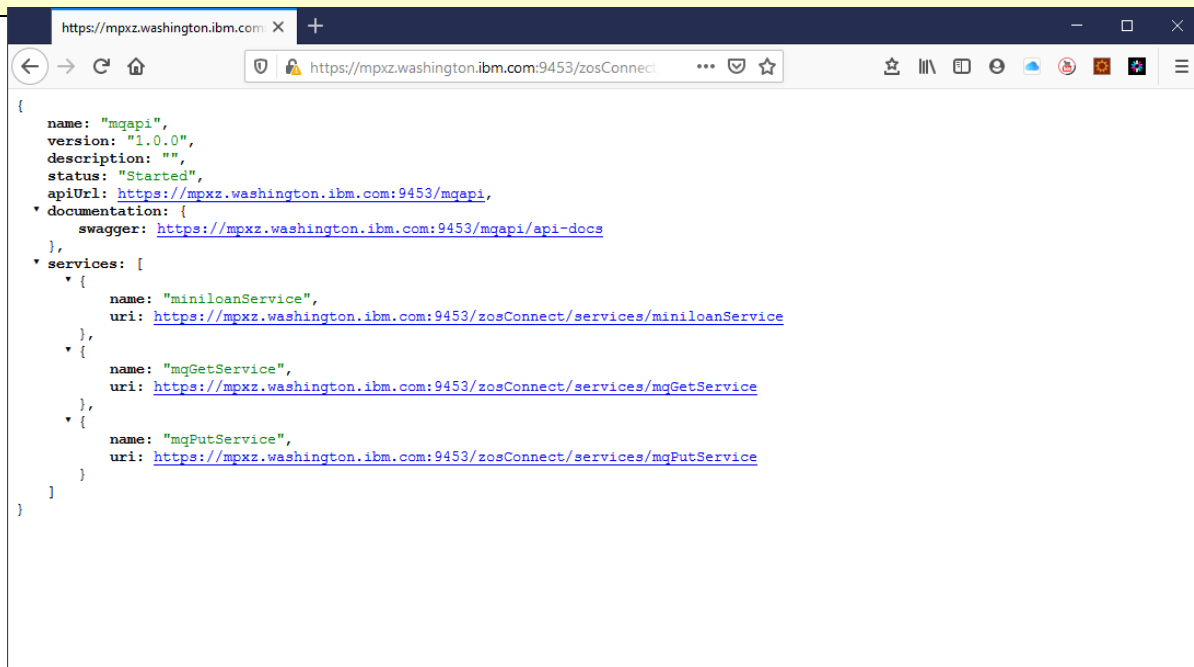 https://mpxz.washington.ibm.com:
https://mpxz.washington.ibm.com:9453/zosConnect
{
name: "mqapi",
version: "1.0.0",
description: "",
status: "Started",
apiUrl: https://mpxz.washington.ibm.com:9453/mqapi,
documentation: {
swagger: https://mpxz.washington.ibm.com:9453/mqapi/api-docs
},
services: [
{
name: "miniloanService",
uri: https://mpxz.washington.ibm.com:9453/zosConnect/services/miniloanService
},
{
name: "mqGetService",
uri: https://mpxz.washington.ibm.com:9453/zosConnect/services/mqGetService
},
{
name: "mqPutService",
uri: https://mpxz.washington.ibm.com:9453/zosConnect/services/mqPutService
}
]
}